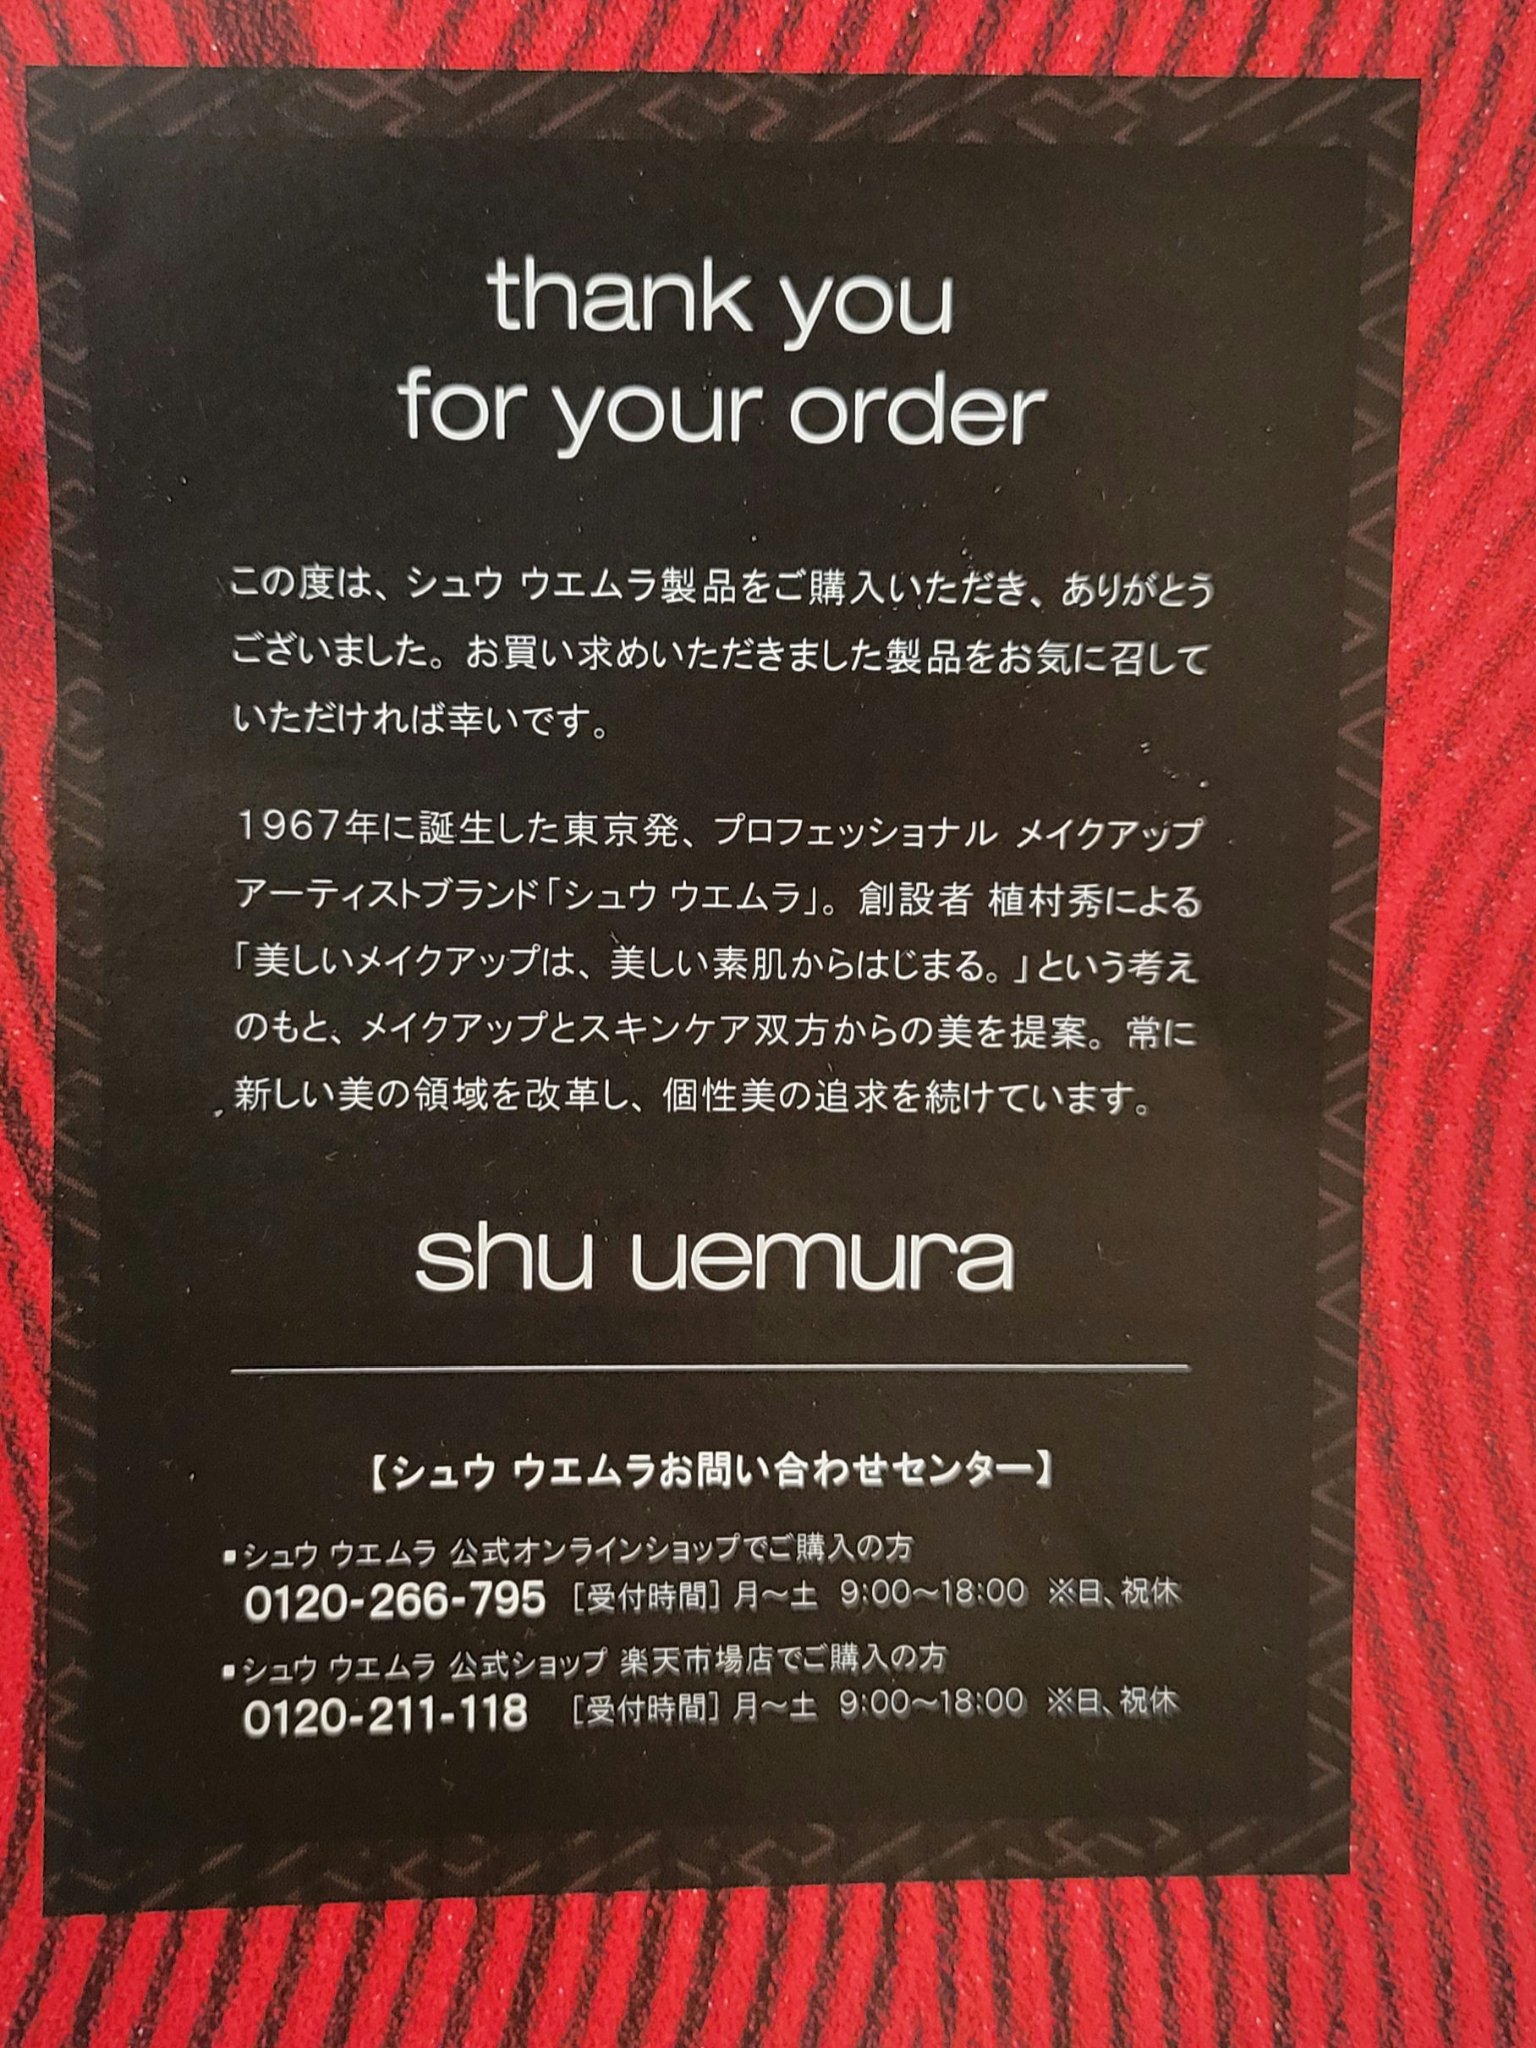 thank you
for your order
この度は、シュウ ウエムラ製品をご購入いただき、ありがとう
ございました。お買い求めいただきました製品をお気に召して
いただければ幸いです。
1967年に誕生した東京発、プロフェッショナル メイクアップ
アーティストブランド「シュウ ウエムラ」。創設者 植村秀による
「美しいメイクアップは、美しい素肌からはじまる。」という考え
のもと、メイクアップとスキンケア双方からの美を提案。常に
新しい美の領域を改革し、個性美の追求を続けています。
shu uemura
【シュウ ウエムラお問い合わせセンター】
▪シュウ ウエムラ 公式オンラインショップでご購入の方
0120-266-795 [受付時間] 月〜土 9:00〜18:00 ※日、祝休
▪シュウ ウエムラ 公式ショップ 楽天市場店でご購入の方
0120-211-118 [受付時間] 月〜土 9:00〜18:00 ※日、祝休